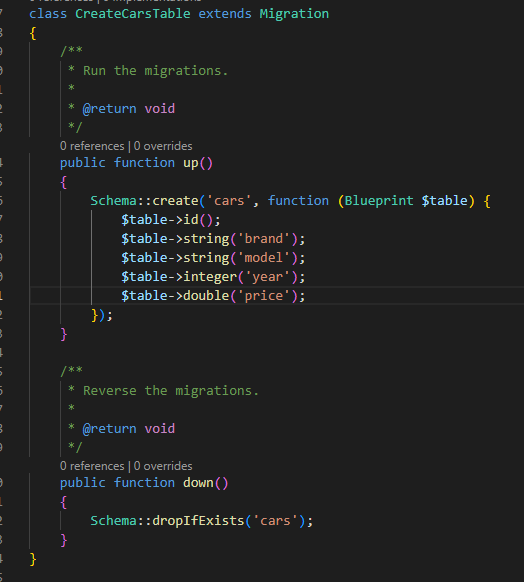 class CreateCarsTable extends Migration
{
/**
* Run the migrations.
*
* @return void
*/
0 references | 0 overrides
public function up()
{
Schema::create('cars', function (Blueprint $table) {
$table->id();
$table->string('brand');
$table->string('model');
$table->integer('year');
$table->double('price');
});
}
/**
* Reverse the migrations.
*
* @return void
*/
0 references | 0 overrides
public function down()
{
Schema::dropIfExists('cars');
}
}